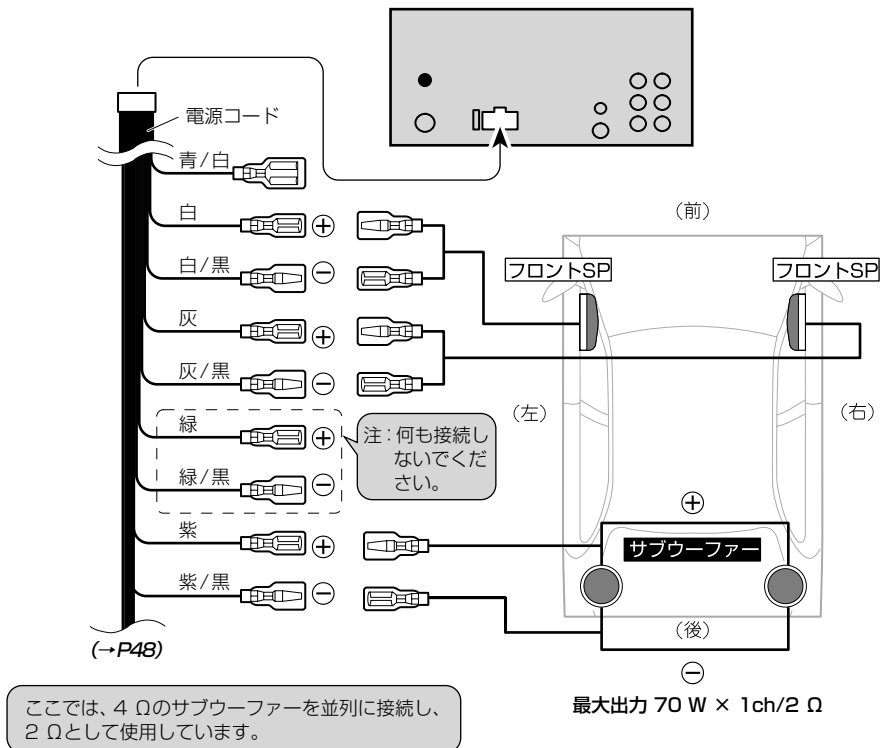 電源コード
青/白
白
⊕
白/黒
⊖
灰
⊕
灰/黒
⊖
緑
⊕
緑/黒
⊖
注：何も接続し
ないでくだ
さい。
紫
⊕
紫/黒
⊖
(→P48)
（前）
フロントSP
フロントSP
（左）
（右）
⊕
サブウーファー
（後）
⊖
最大出力 70 W × 1ch/2 Ω
ここでは、4 Ωのサブウーファーを並列に接続し、
2 Ωとして使用しています。